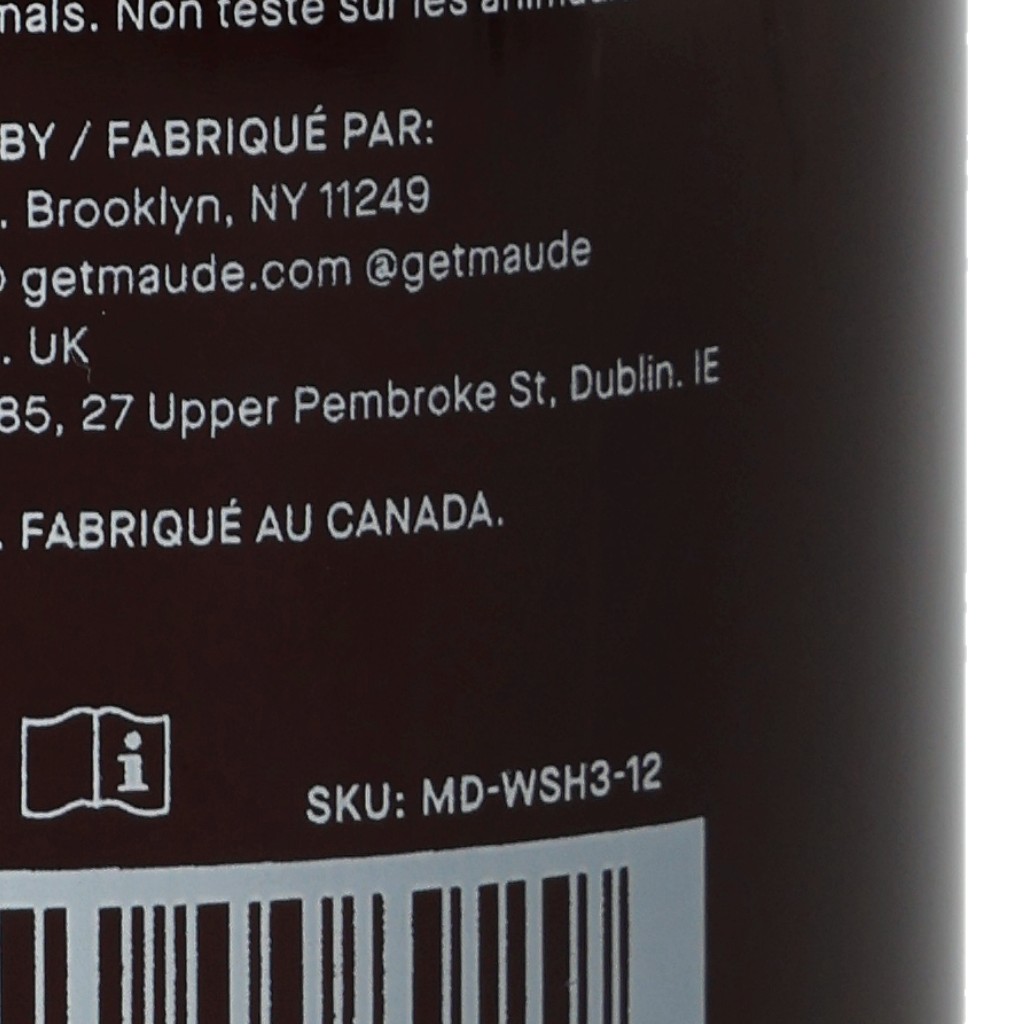 mals. Non testé sur les animaux
BY / FABRIQUÉ PAR:
. Brooklyn, NY 11249
getmaude.com @getmaude
. UK
85, 27 Upper Pembroke St, Dublin. IE
. FABRIQUÉ AU CANADA.
i
SKU: MD-WSH3-12